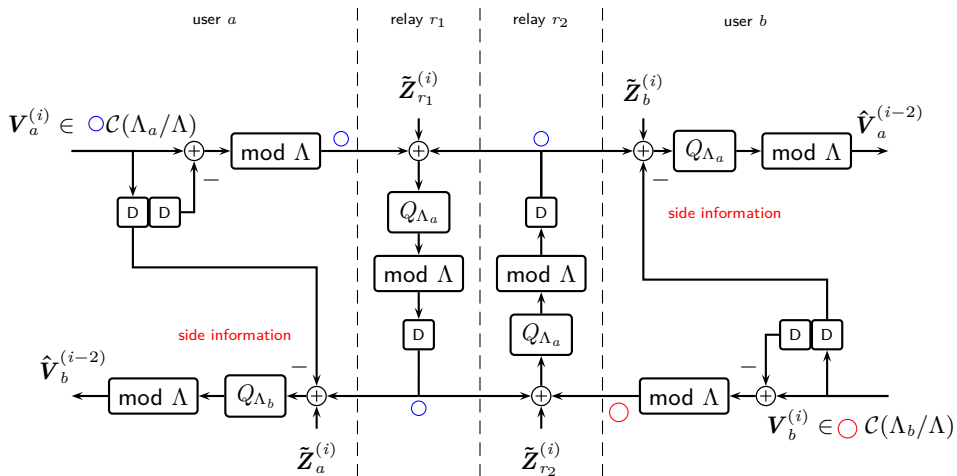 user a relay r₁ relay r₂ user b
Z̃_{r₁}^{(i)} Z̃_b^{(i)}
V_a^{(i)} ∈ C(Λ_a/Λ) V̂_a^{(i−2)}
+ mod Λ + + Q_{Λ_a} mod Λ
− −
D D Q_{Λ_a} D
side information
mod Λ mod Λ
side information D Q_{Λ_a} D D
V̂_b^{(i−2)} − −
mod Λ Q_{Λ_b} + + mod Λ +
V_b^{(i)} ∈ C(Λ_b/Λ)
Z̃_a^{(i)} Z̃_{r₂}^{(i)}